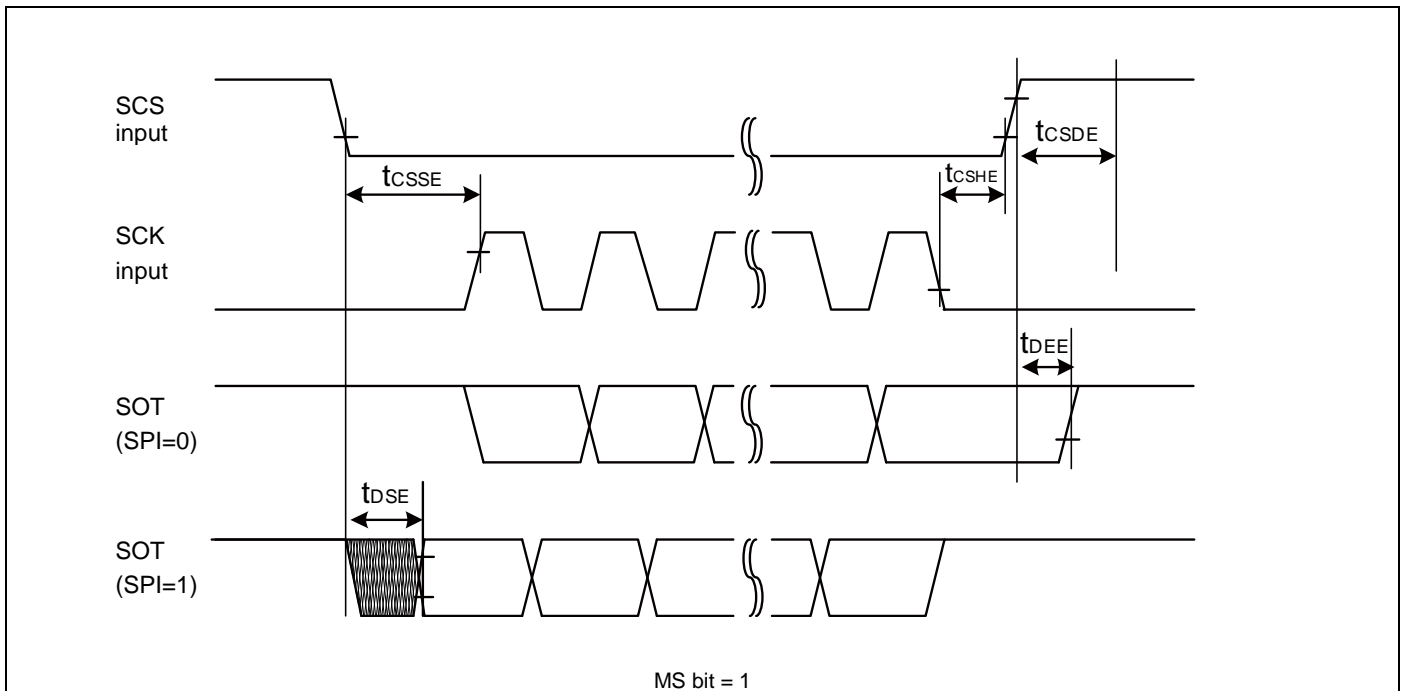 SCS
input
tCSDE
tCSSE
tCSHE
SCK
input
tDEE
SOT
(SPI=0)
tDSE
SOT
(SPI=1)
MS bit = 1